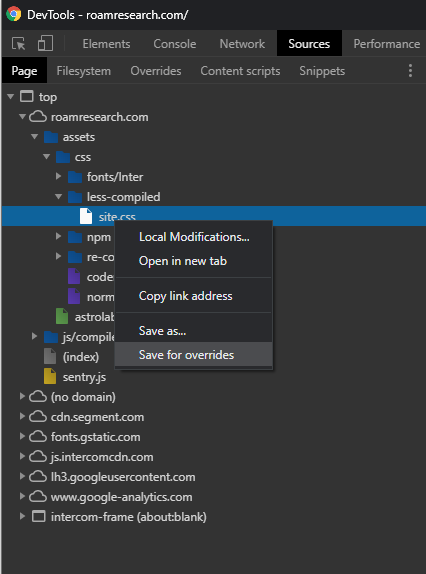 DevTools - roamresearch.com/
Elements Console Network Sources Performance
Page Filesystem Overrides Content scripts Snippets
top
roamresearch.com
assets
css
fonts/Inter
less-compiled
site.css
npm
re-co
code
norm
astrolab
js/compile
(index)
sentry.js
(no domain)
cdn.segment.com
fonts.gstatic.com
js.intercomcdn.com
lh3.googleusercontent.com
www.google-analytics.com
intercom-frame (about:blank)
Local Modifications...
Open in new tab
Copy link address
Save as...
Save for overrides